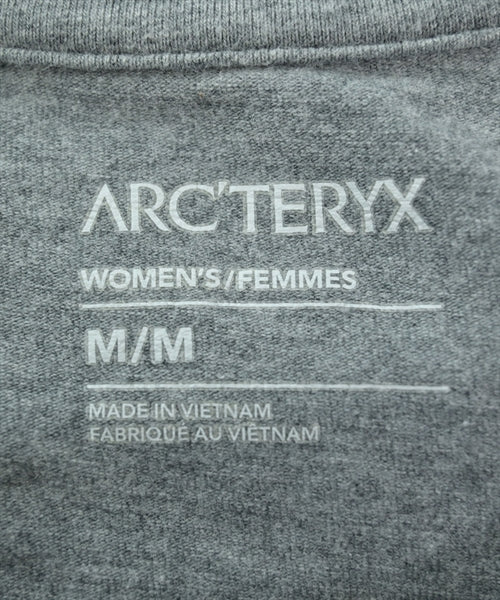 ARC'TERYX
WOMEN'S/FEMMES
M/M
MADE IN VIETNAM
FABRIQUÉ AU VIÊTNAM